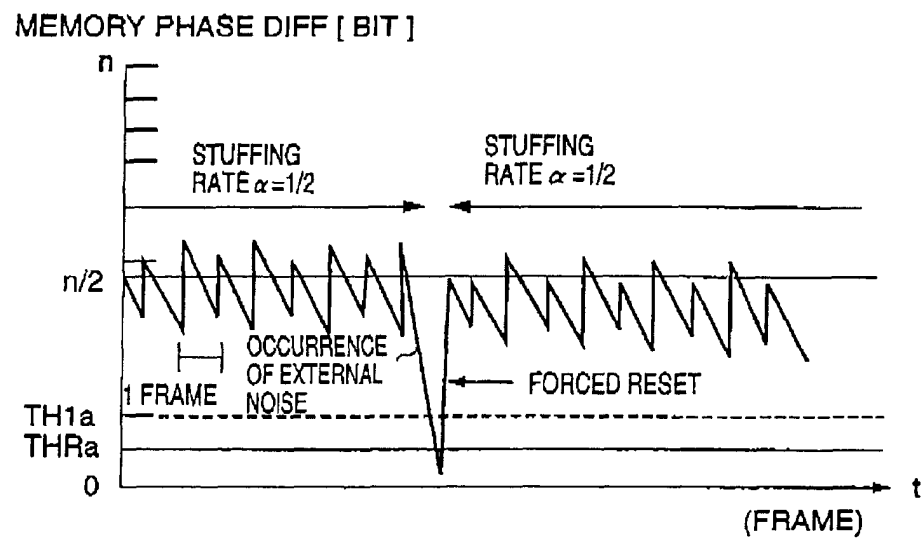 MEMORY PHASE DIFF [ BIT ]
n
STUFFING
RATE α=1/2
STUFFING
RATE α=1/2
n/2
OCCURRENCE
OF EXTERNAL
NOISE
1 FRAME
FORCED RESET
TH1a
THRa
0
t
(FRAME)